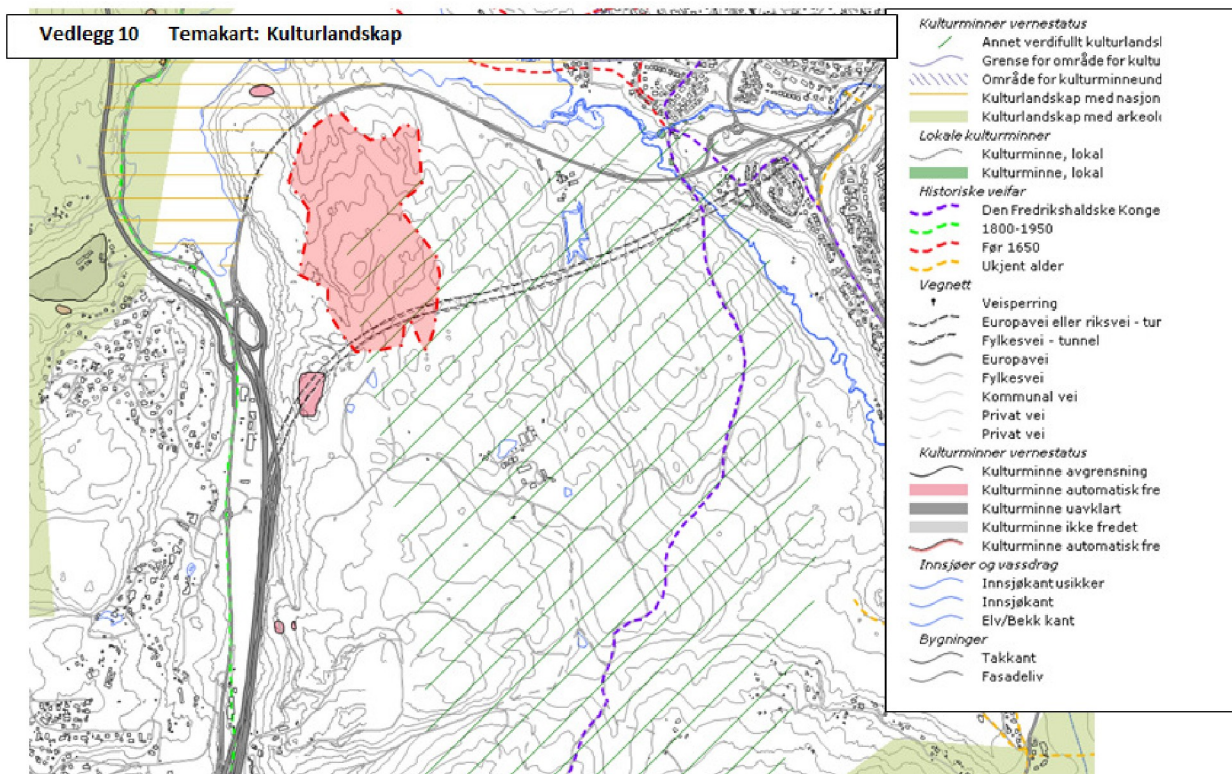 Vedlegg 10 Temakart: Kulturlandskap
Kulturminner vernestatus
Annet verdifullt kulturlandsl
Grense for område for kultu
Område for kulturminneund
Kulturlandskap med nasjon
Kulturlandskap med arkeolo
Lokale kulturminner
Kulturminne, lokal
Kulturminne, lokal
Historiske veifar
Den Fredrikshaldske Konge
1800-1950
Før 1650
Ukjent alder
Vegnett
Veisperring
Europavei eller riksvei - tur
Fylkesvei - tunnel
Europavei
Fylkesvei
Kommunal vei
Privat vei
Privat vei
Kulturminner vernestatus
Kulturminne avgrensning
Kulturminne automatisk fre
Kulturminne uavklart
Kulturminne ikke fredet
Kulturminne automatisk fre
Innsjøer og vassdrag
Innsjøkant usikker
Innsjøkant
Elv/Bekk kant
Bygninger
Takkant
Fasadeliv